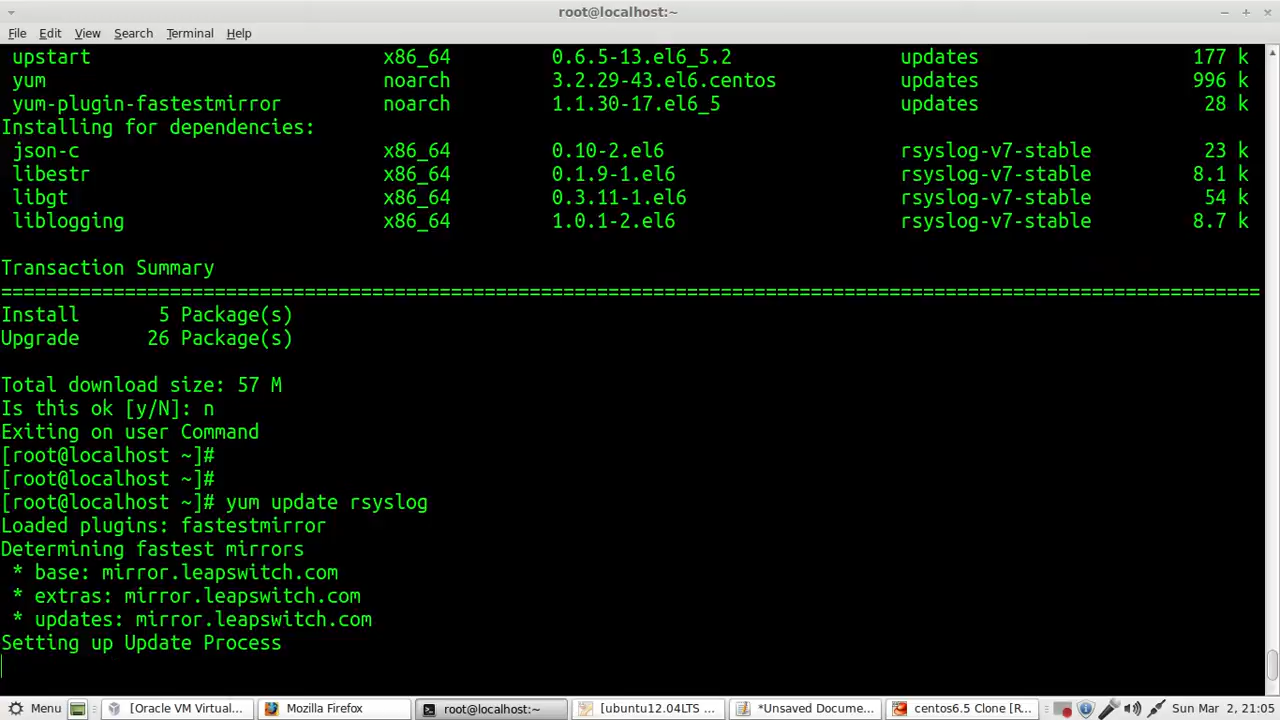 root@localhost:~
File Edit View Search Terminal Help
upstart x86_64 0.6.5-13.el6_5.2 updates 177 k
yum noarch 3.2.29-43.el6.centos updates 996 k
yum-plugin-fastestmirror noarch 1.1.30-17.el6_5 updates 28 k
Installing for dependencies:
json-c x86_64 0.10-2.el6 rsyslog-v7-stable 23 k
libestr x86_64 0.1.9-1.el6 rsyslog-v7-stable 8.1 k
libgt x86_64 0.3.11-1.el6 rsyslog-v7-stable 54 k
liblogging x86_64 1.0.1-2.el6 rsyslog-v7-stable 8.7 k
Transaction Summary
================================================================================================================
Install 5 Package(s)
Upgrade 26 Package(s)
Total download size: 57 M
Is this ok [y/N]: n
Exiting on user Command
[root@localhost ~]#
[root@localhost ~]#
[root@localhost ~]# yum update rsyslog
Loaded plugins: fastestmirror
Determining fastest mirrors
* base: mirror.leapswitch.com
* extras: mirror.leapswitch.com
* updates: mirror.leapswitch.com
Setting up Update Process
Menu [Oracle VM Virtual... Mozilla Firefox root@localhost:~ [ubuntu12.04LTS ... *Unsaved Docume... centos6.5 Clone [R... Sun Mar 2, 21:05